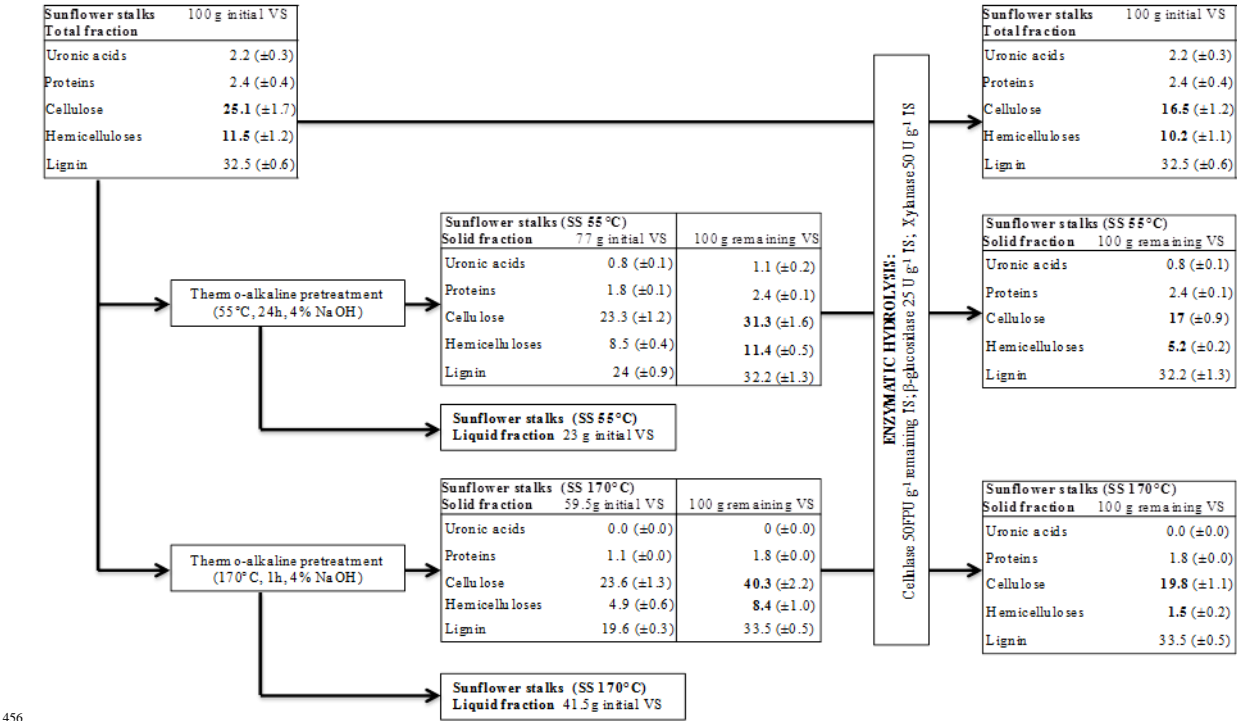 Sunflower stalks 100 g initial VS
Total fraction
Uronic acids 2.2 (±0.3)
Proteins 2.4 (±0.4)
Cellulose 25.1 (±1.7)
Hemicelluloses 11.5 (±1.2)
Lignin 32.5 (±0.6)
Sunflower stalks 100 g initial VS
Total fraction
Uronic acids 2.2 (±0.3)
Proteins 2.4 (±0.4)
Cellulose 16.5 (±1.2)
Hemicelluloses 10.2 (±1.1)
Lignin 32.5 (±0.6)
Thermo-alkaline pretreatment
(55°C, 24h, 4% NaOH)
Sunflower stalks (SS 55°C)
Solid fraction 77 g initial VS 100 g remaining VS
Uronic acids 0.8 (±0.1) 1.1 (±0.2)
Proteins 1.8 (±0.1) 2.4 (±0.1)
Cellulose 23.3 (±1.2) 31.3 (±1.6)
Hemicelluloses 8.5 (±0.4) 11.4 (±0.5)
Lignin 24 (±0.9) 32.2 (±1.3)
Sunflower stalks (SS 55°C)
Liquid fraction 23 g initial VS
ENZYMATIC HYDROLYSIS:
Cellulase 50FPU g-1 remaining IS; β-glucosidase 25 U g-1 IS; Xylanase 50 U g-1 IS
Sunflower stalks (SS 55°C)
Solid fraction 100 g remaining VS
Uronic acids 0.8 (±0.1)
Proteins 2.4 (±0.1)
Cellulose 17 (±0.9)
Hemicelluloses 5.2 (±0.2)
Lignin 32.2 (±1.3)
Thermo-alkaline pretreatment
(170°C, 1h, 4% NaOH)
Sunflower stalks (SS 170°C)
Solid fraction 59.5g initial VS 100 g remaining VS
Uronic acids 0.0 (±0.0) 0 (±0.0)
Proteins 1.1 (±0.0) 1.8 (±0.0)
Cellulose 23.6 (±1.3) 40.3 (±2.2)
Hemicelluloses 4.9 (±0.6) 8.4 (±1.0)
Lignin 19.6 (±0.3) 33.5 (±0.5)
Sunflower stalks (SS 170°C)
Liquid fraction 41.5g initial VS
Sunflower stalks (SS 170°C)
Solid fraction 100 g remaining VS
Uronic acids 0.0 (±0.0)
Proteins 1.8 (±0.0)
Cellulose 19.8 (±1.1)
Hemicelluloses 1.5 (±0.2)
Lignin 33.5 (±0.5)
456